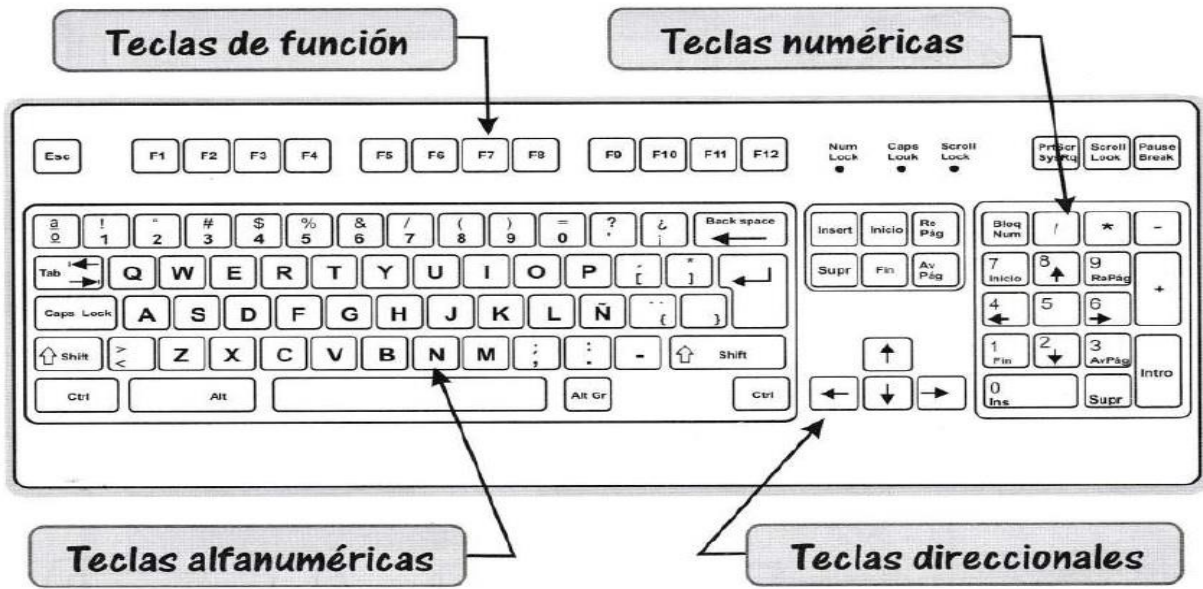 Teclas de función
Teclas numéricas
Esc F1 F2 F3 F4 F5 F6 F7 F8 F9 F10 F11 F12
Num Lock
Caps Louk
Scroll Lock
PrtScr SysRq
Scroll Look
Pause Break
a o
! 1
" 2
# 3
$ 4
% 5
& 6
/ 7
( 8
) 9
= 0
? '
¿ ¡
Back space
Insert Inicio Re Pág
Bloq Num / * -
Tab Q W E R T Y U I O P
[
* ]
Supr Fin Av Pág
7 Inicio
8
9 RePág
+
Caps Lock A S D F G H J K L Ñ
¨ {
}
4 5 6
Shift
> <
Z X C V B N M
; ,
: .
-
Shift
1 Fin
2
3 AvPág
Intro
Ctrl Alt Alt Gr Ctrl
0 Ins
Supr
Teclas alfanuméricas
Teclas direccionales